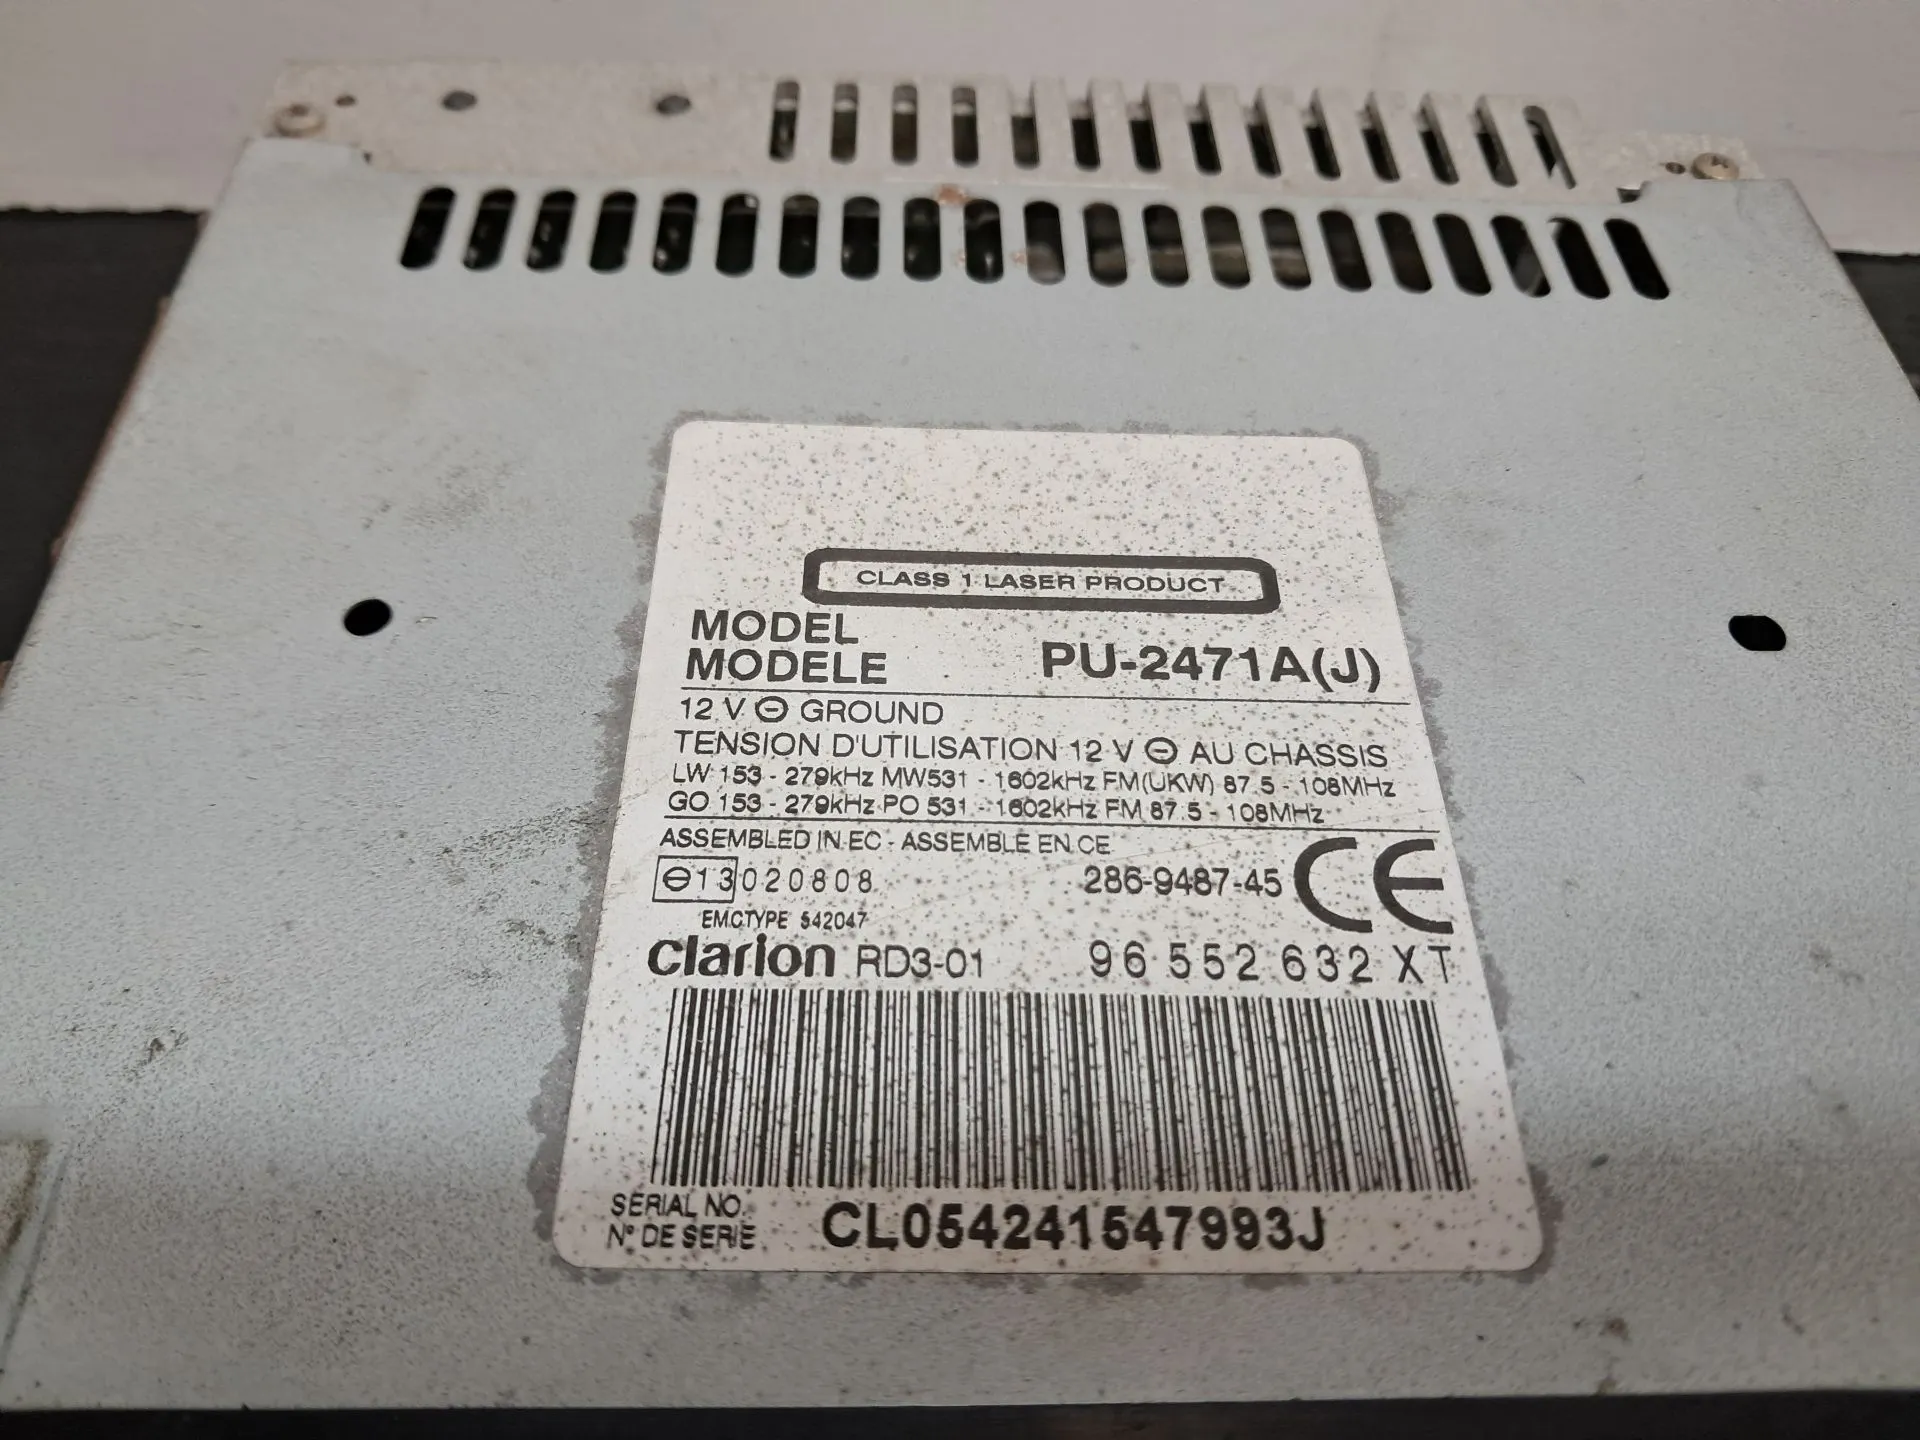 CLASS 1 LASER PRODUCT
MODEL
MODELE PU-2471A(J)
12 V ⊖ GROUND
TENSION D'UTILISATION 12 V ⊖ AU CHASSIS
LW 153 - 279kHz MW531 - 1602kHz FM(UKW) 87.5 - 108MHz
GO 153 - 279kHz PO 531 - 1602kHz FM 87.5 - 108MHz
ASSEMBLED IN EC - ASSEMBLE EN CE
⊖13 020808 286-9487-45 CE
EMCTYPE 542047
clarion RD3-01 96 552 632 XT
SERIAL NO.
N° DE SERIE CL054241547993J